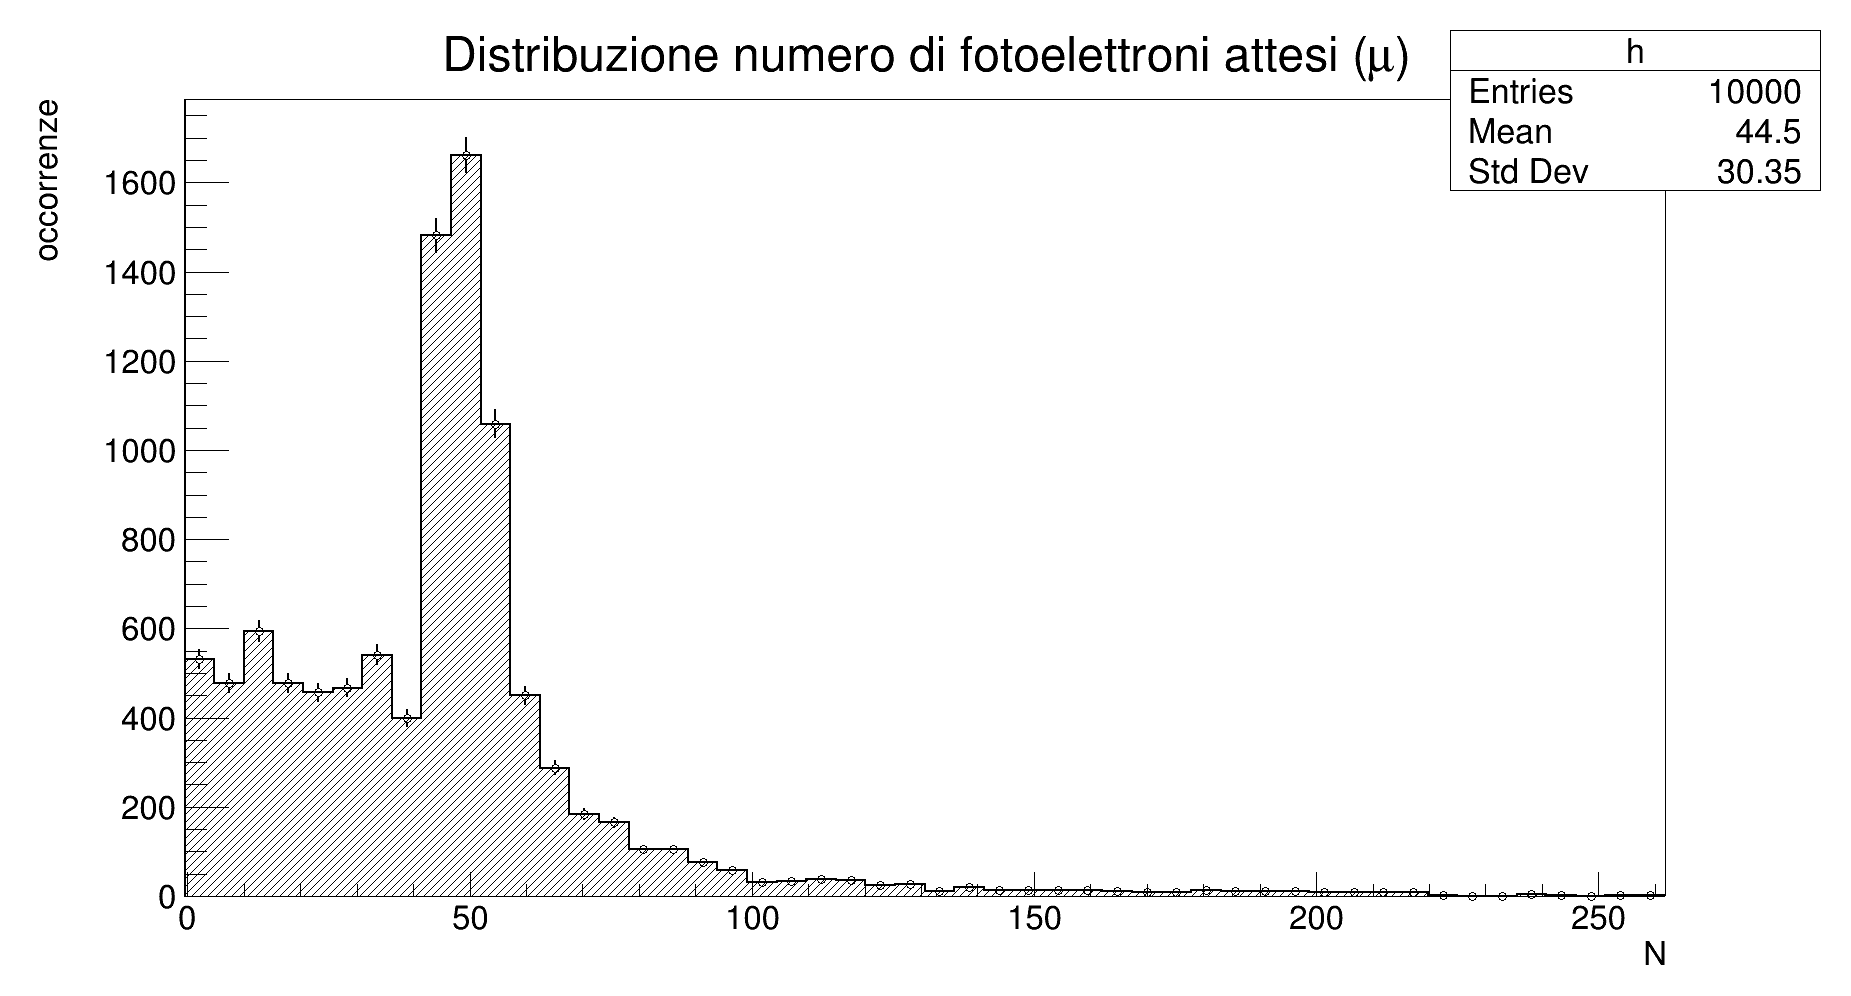 Distribuzione numero di fotoelettroni attesi (μ)
h
Entries 10000
Mean 44.5
Std Dev 30.35
occorrenze
1600
1400
1200
1000
800
600
400
200
0
0 50 100 150 200 250
N